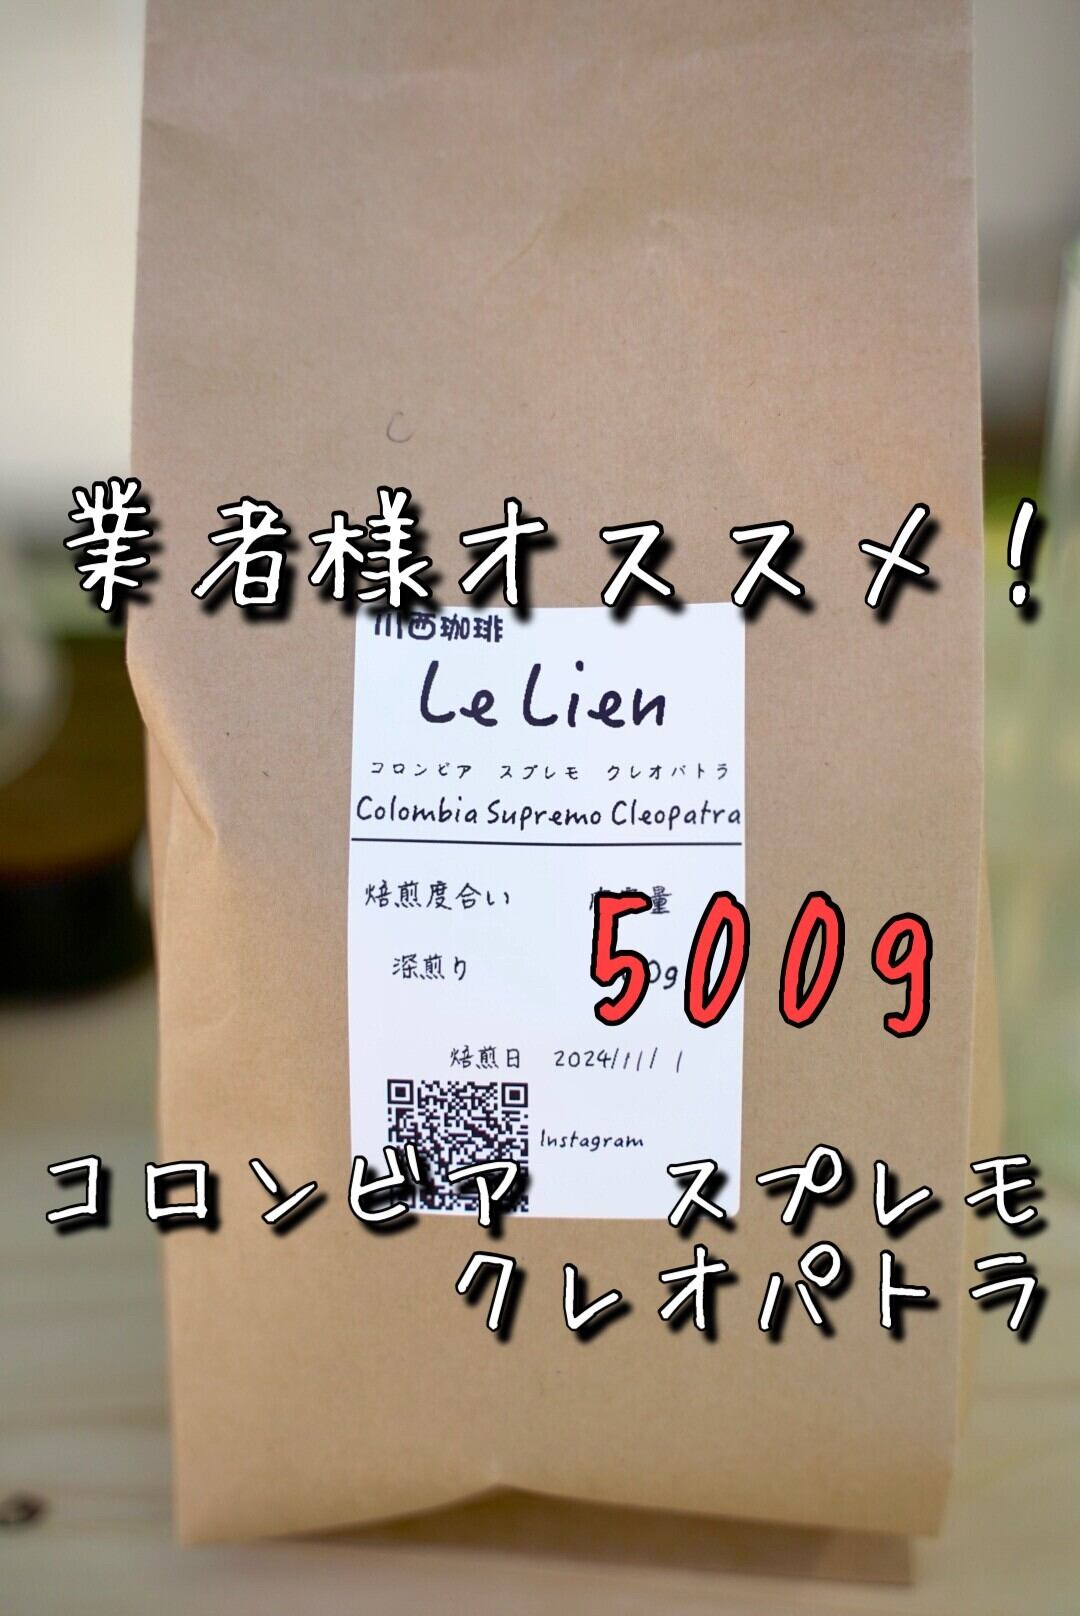 業者様オススメ！
川西珈琲
Le Lien
コロンビア　スプレモ　クレオパトラ
Colombia Supremo Cleopatra
焙煎度合い
深煎り
500g
焙煎日　2024/11/1
Instagram
コロンビア　スプレモ
クレオパトラ